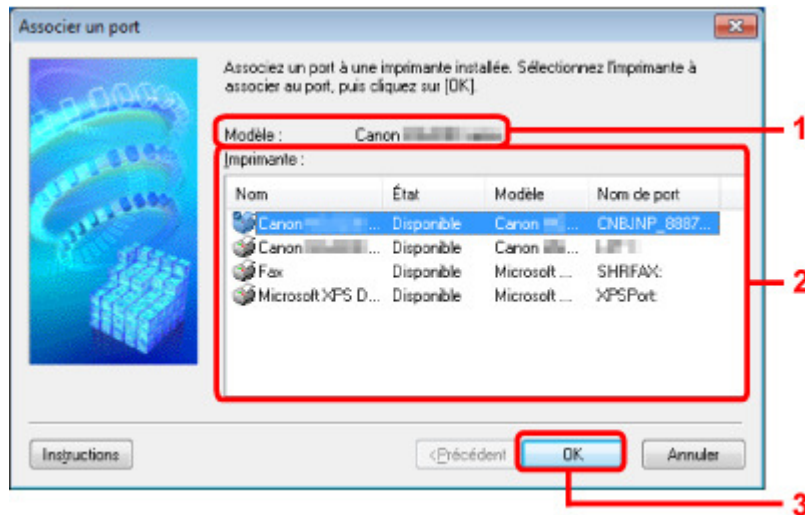 Associer un port
Associez un port à une imprimante installée. Sélectionnez l'imprimante à
associer au port, puis cliquez sur [OK].
Modèle : Canon
1
Imprimante :
Nom État Modèle Nom de port
Canon ... Disponible Canon ... CNBJNP_8887...
Canon ... Disponible Canon ...
Fax Disponible Microsoft ... SHRFAX:
Microsoft XPS D... Disponible Microsoft ... XPSPort:
2
Instructions <Précédent OK Annuler
3